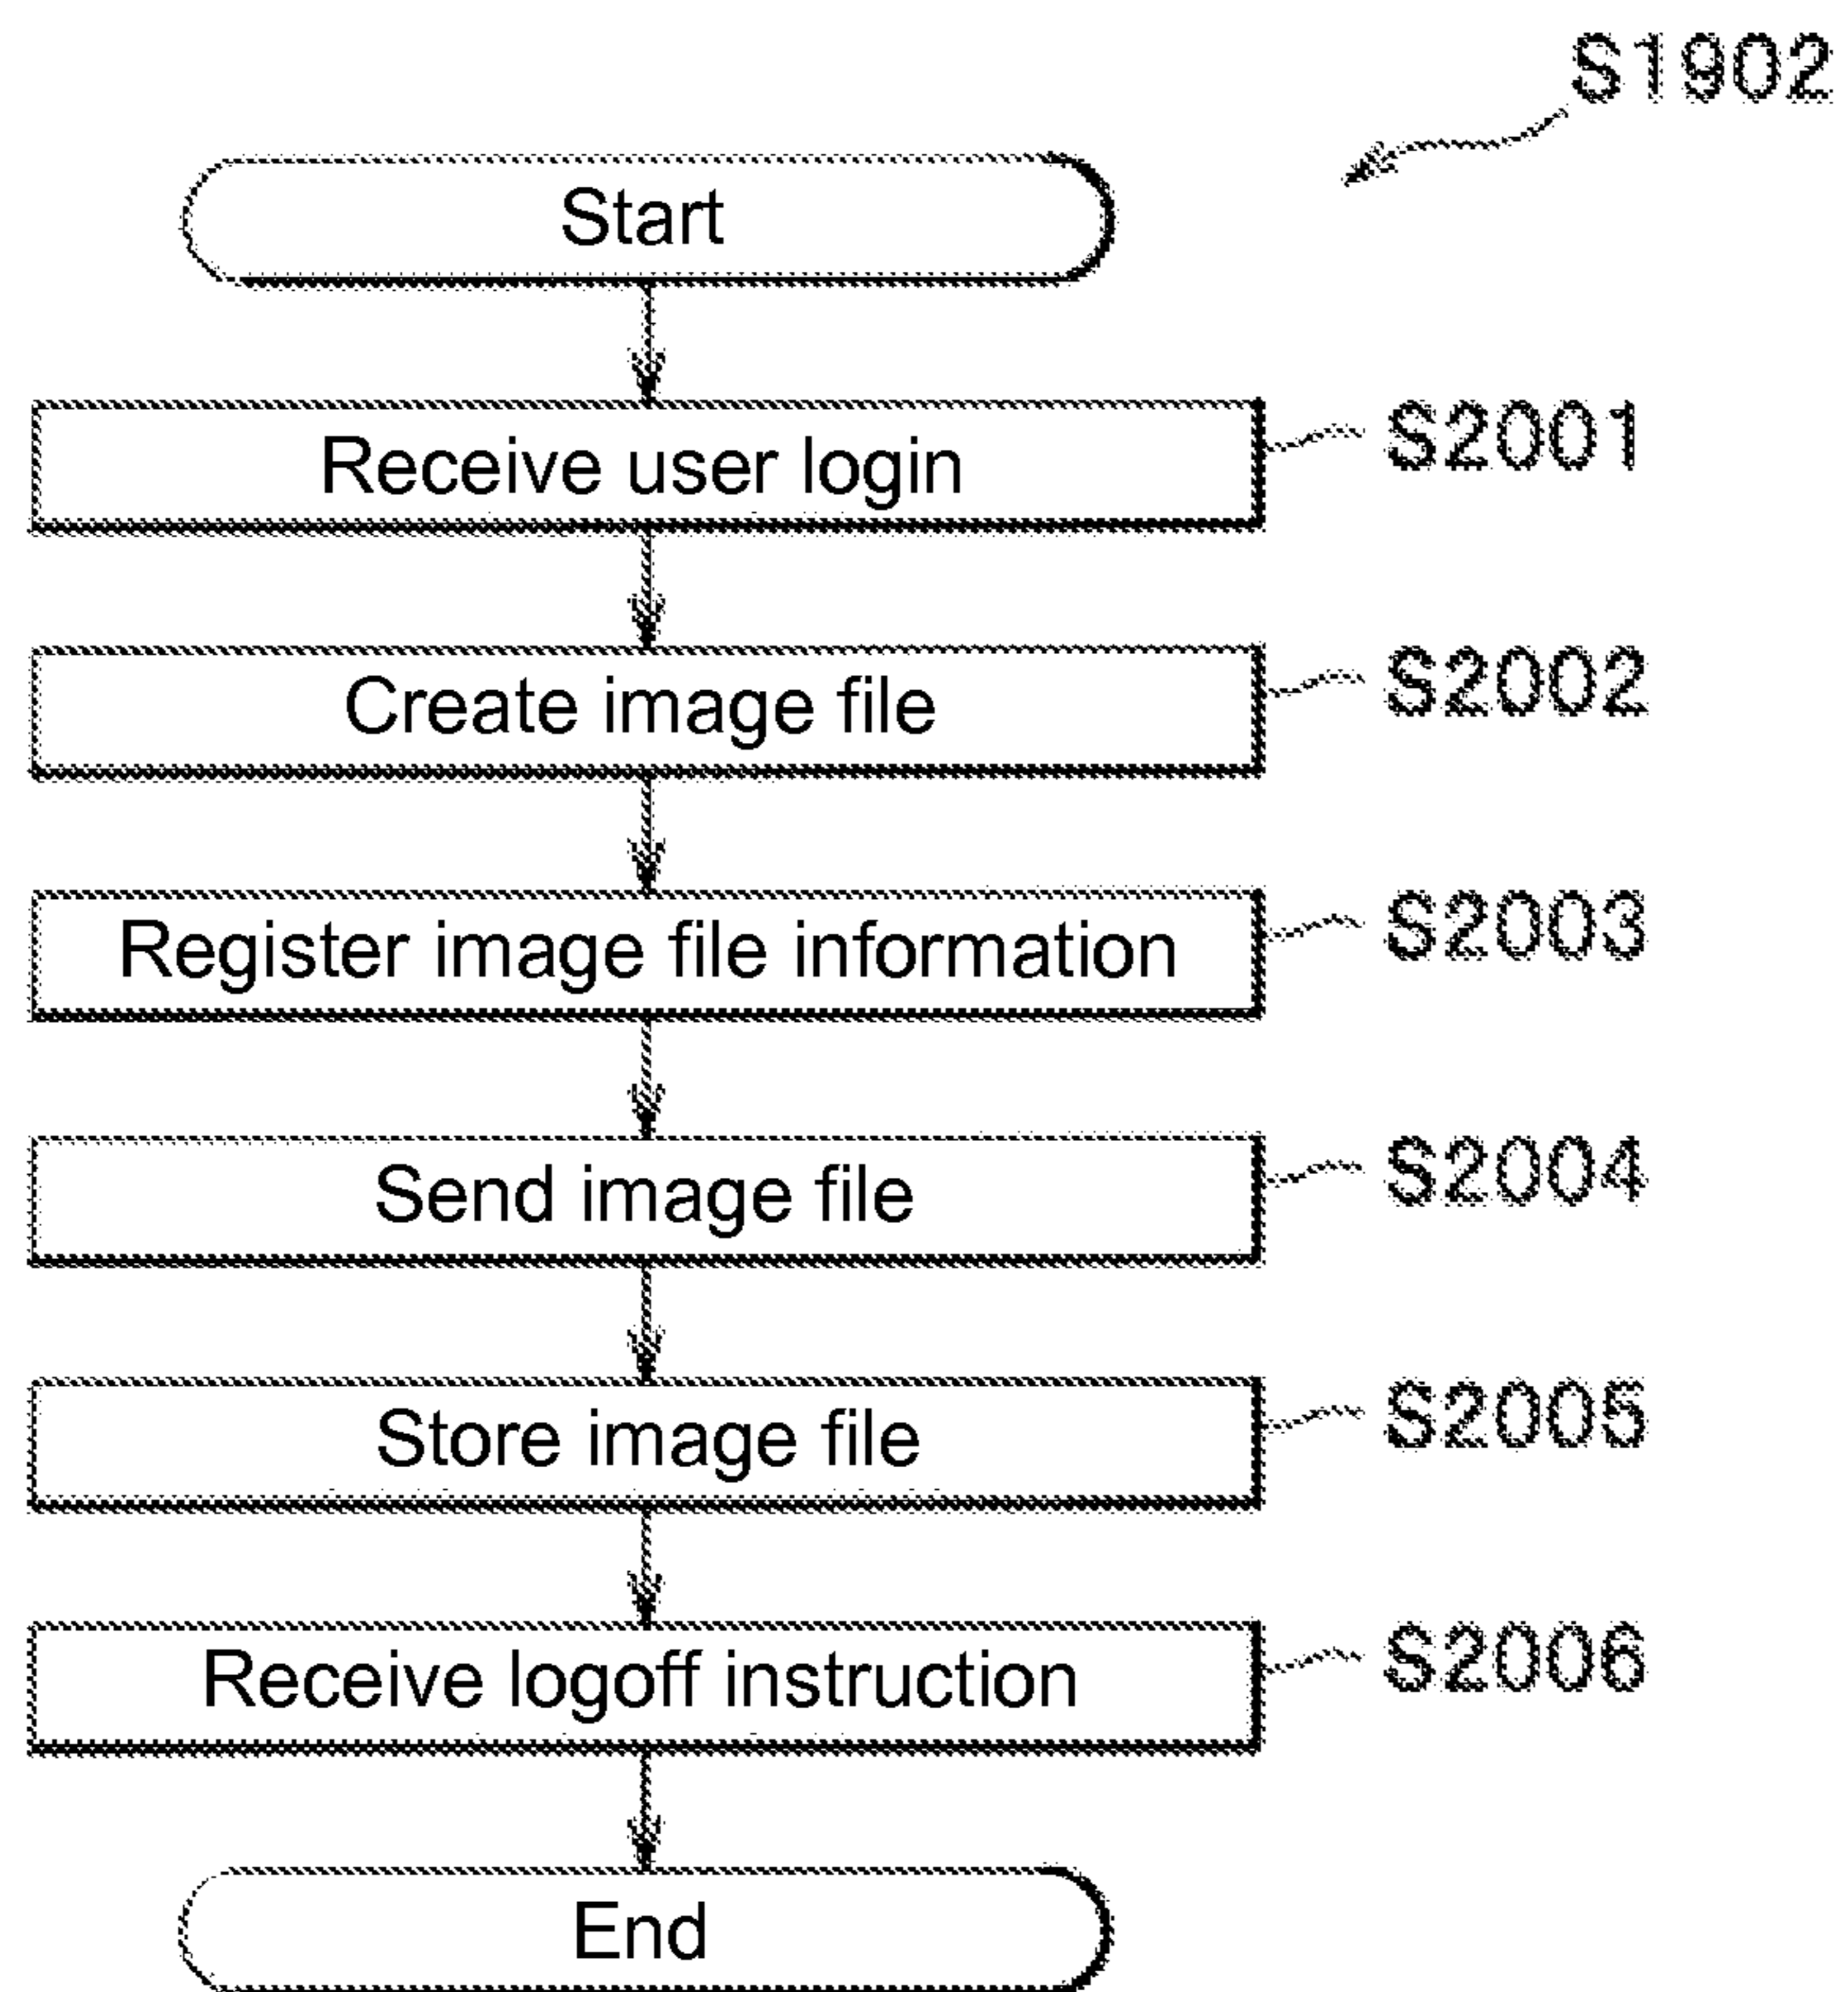 S1902
Start
Receive user login
S2001
Create image file
S2002
Register image file information
S2003
Send image file
S2004
Store image file
S2005
Receive logoff instruction
S2006
End